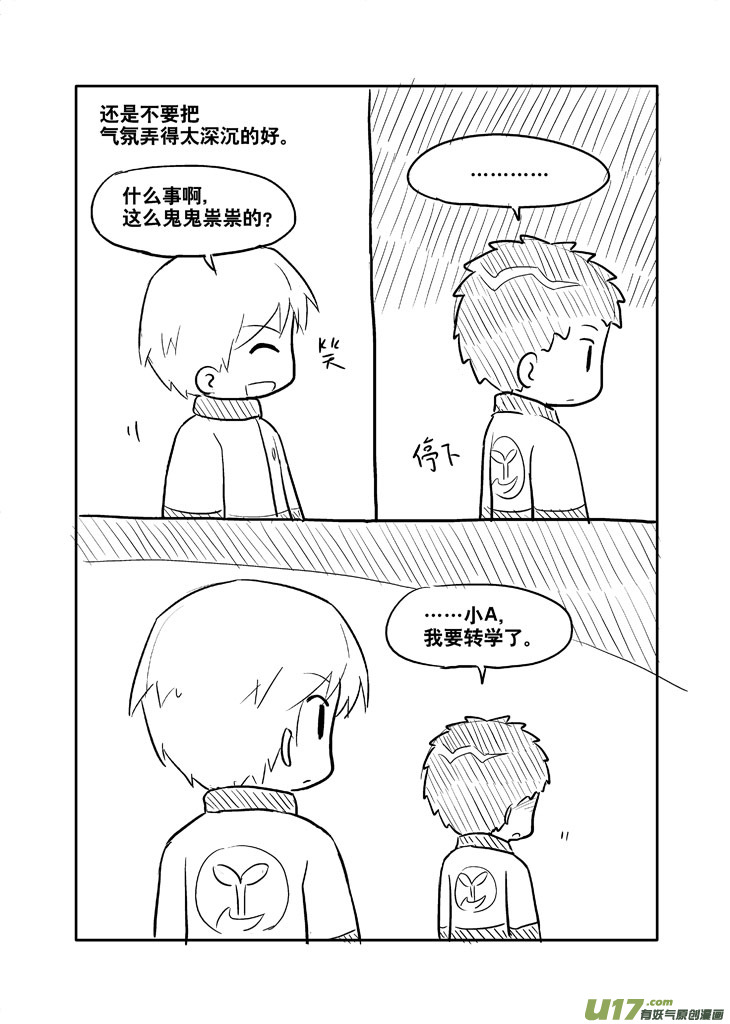 还是不要把
气氛弄得太深沉的好。
什么事啊，
这么鬼鬼祟祟的？
笑
…………
停下
……小A，
我要转学了。
U17.com
有妖气原创漫画